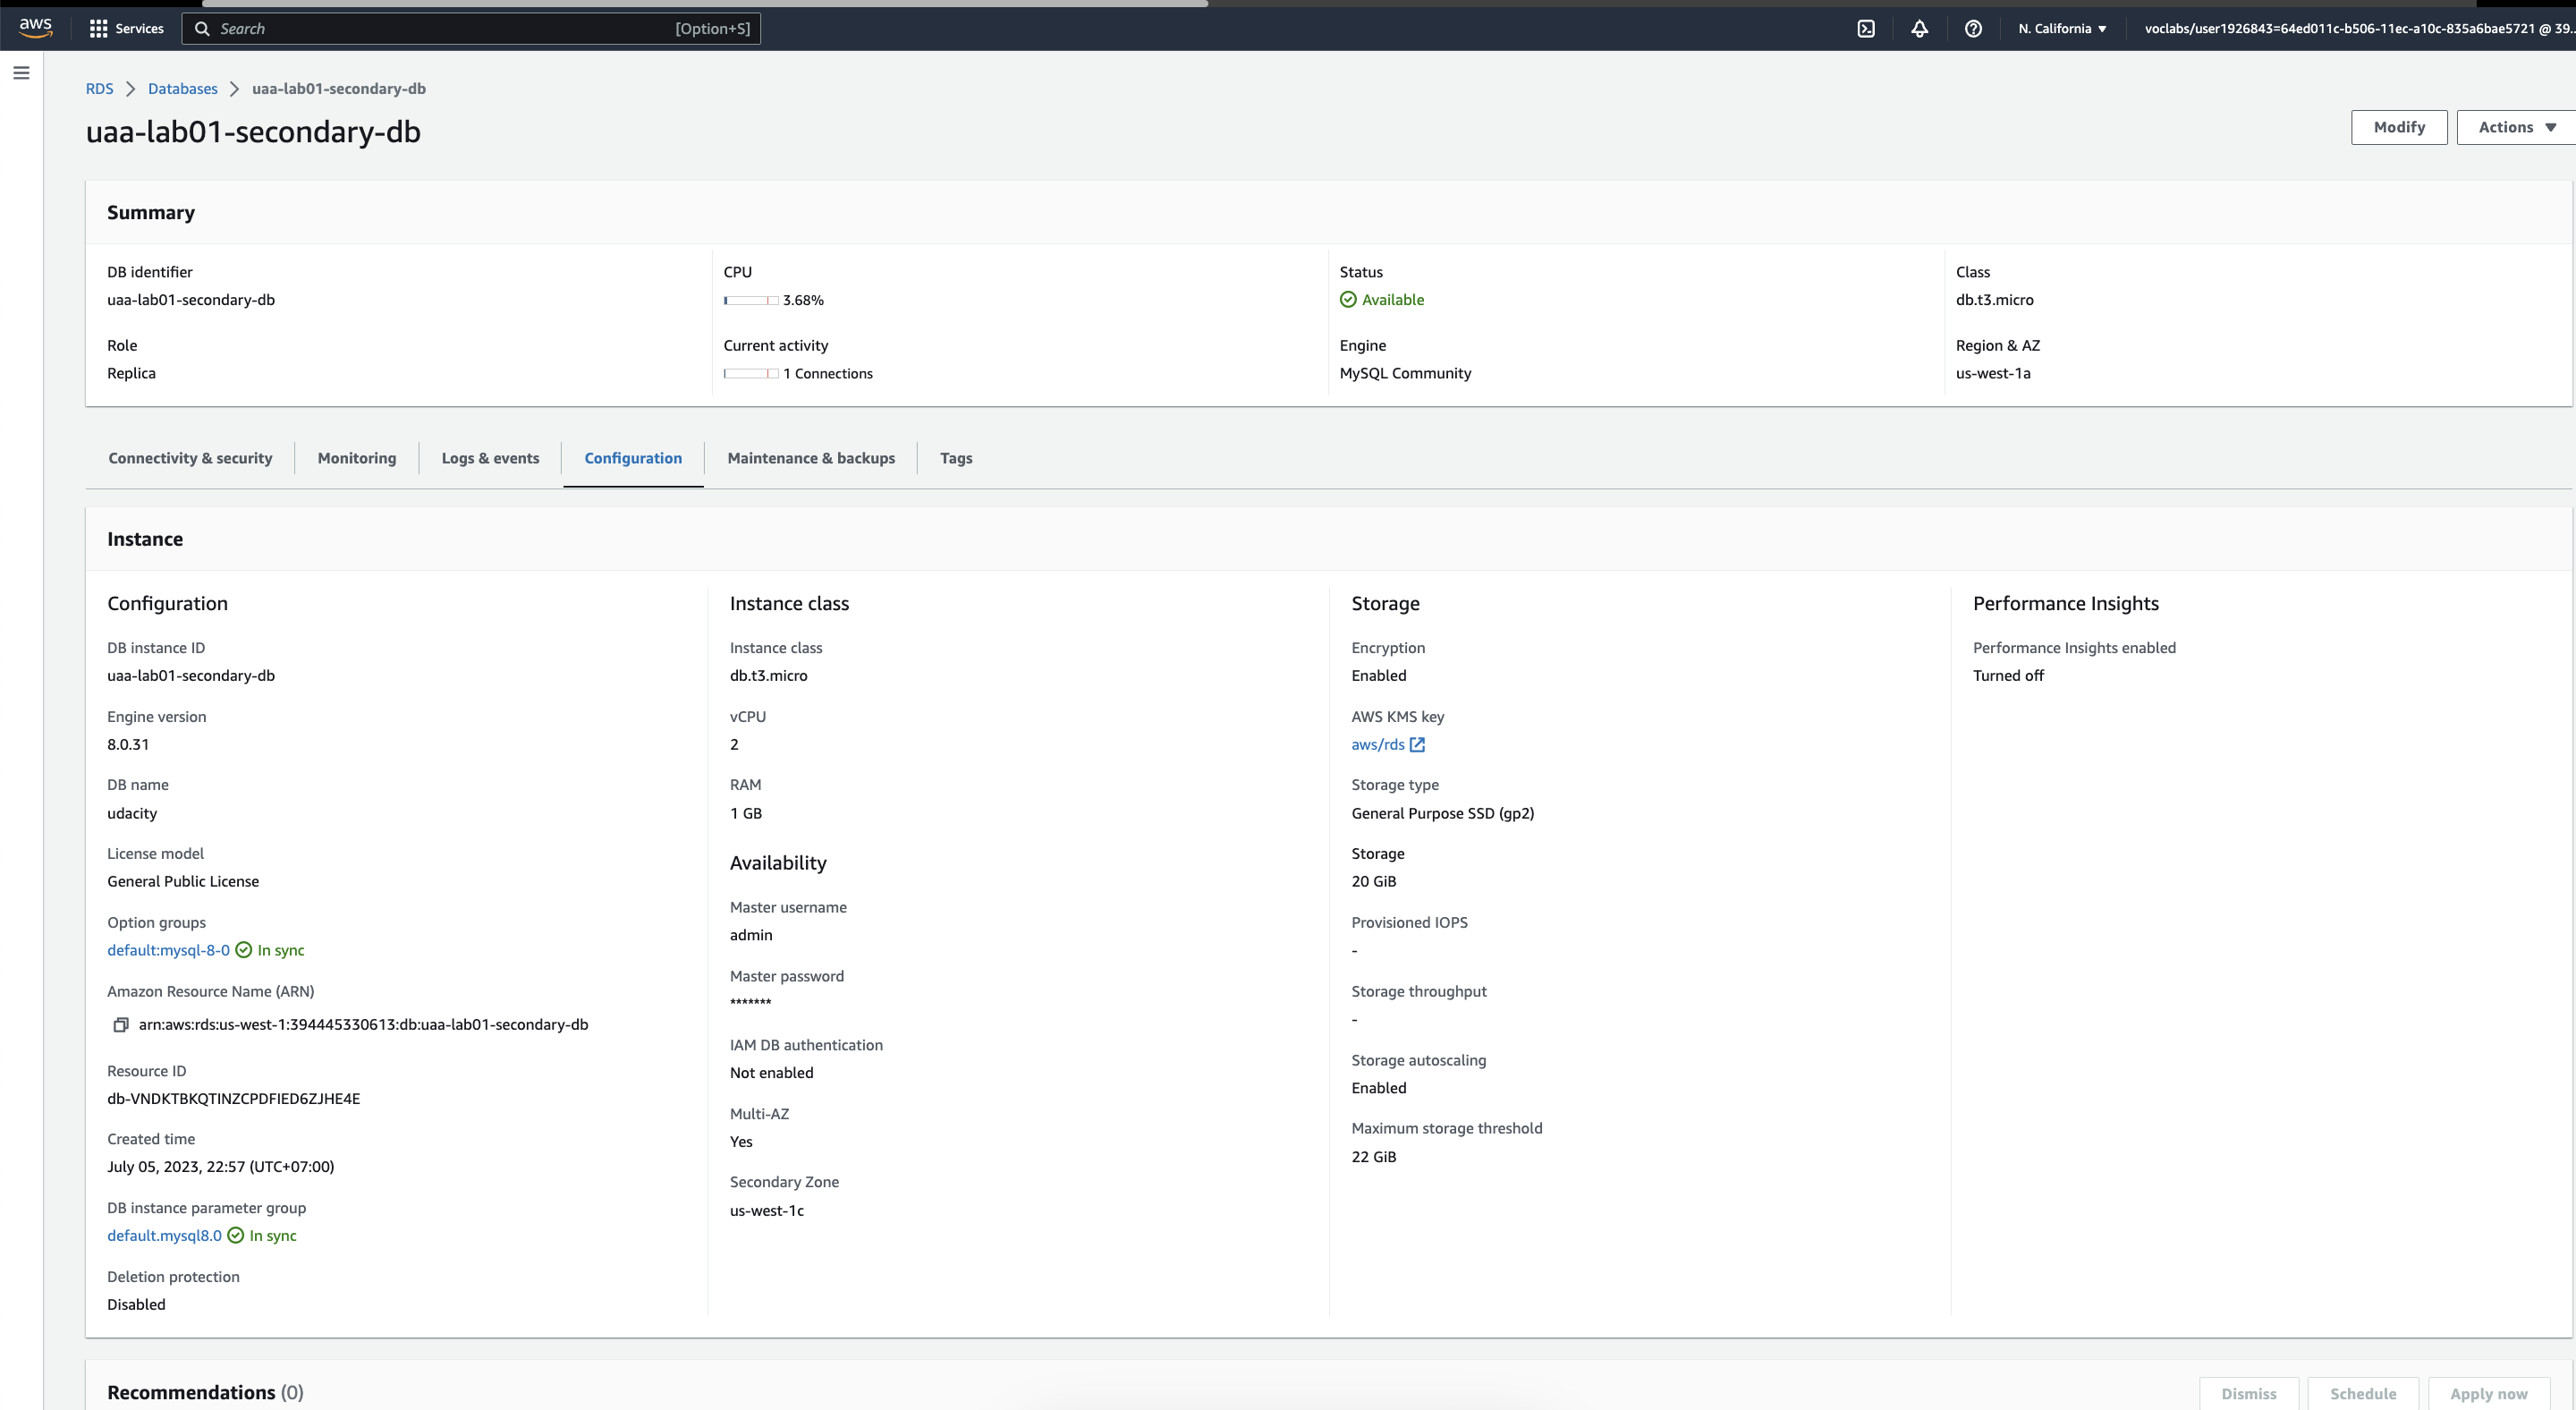 aws
Services
Search
[Option+S]
N. California
voclabs/user1926843=64ed011c-b506-11ec-a10c-835a6bae5721 @ 39...
RDS
Databases
uaa-lab01-secondary-db
uaa-lab01-secondary-db
Modify
Actions
Summary
DB identifier
uaa-lab01-secondary-db
CPU
3.68%
Status
Available
Class
db.t3.micro
Role
Replica
Current activity
1 Connections
Engine
MySQL Community
Region & AZ
us-west-1a
Connectivity & security
Monitoring
Logs & events
Configuration
Maintenance & backups
Tags
Instance
Configuration
DB instance ID
uaa-lab01-secondary-db
Engine version
8.0.31
DB name
udacity
License model
General Public License
Option groups
default:mysql-8-0 In sync
Amazon Resource Name (ARN)
arn:aws:rds:us-west-1:394445330613:db:uaa-lab01-secondary-db
Resource ID
db-VNDKTBKQTINZCPDFIED6ZJHE4E
Created time
July 05, 2023, 22:57 (UTC+07:00)
DB instance parameter group
default.mysql8.0 In sync
Deletion protection
Disabled
Instance class
Instance class
db.t3.micro
vCPU
2
RAM
1 GB
Availability
Master username
admin
Master password
*******
IAM DB authentication
Not enabled
Multi-AZ
Yes
Secondary Zone
us-west-1c
Storage
Encryption
Enabled
AWS KMS key
aws/rds
Storage type
General Purpose SSD (gp2)
Storage
20 GiB
Provisioned IOPS
-
Storage throughput
-
Storage autoscaling
Enabled
Maximum storage threshold
22 GiB
Performance Insights
Performance Insights enabled
Turned off
Recommendations (0)
Dismiss
Schedule
Apply now